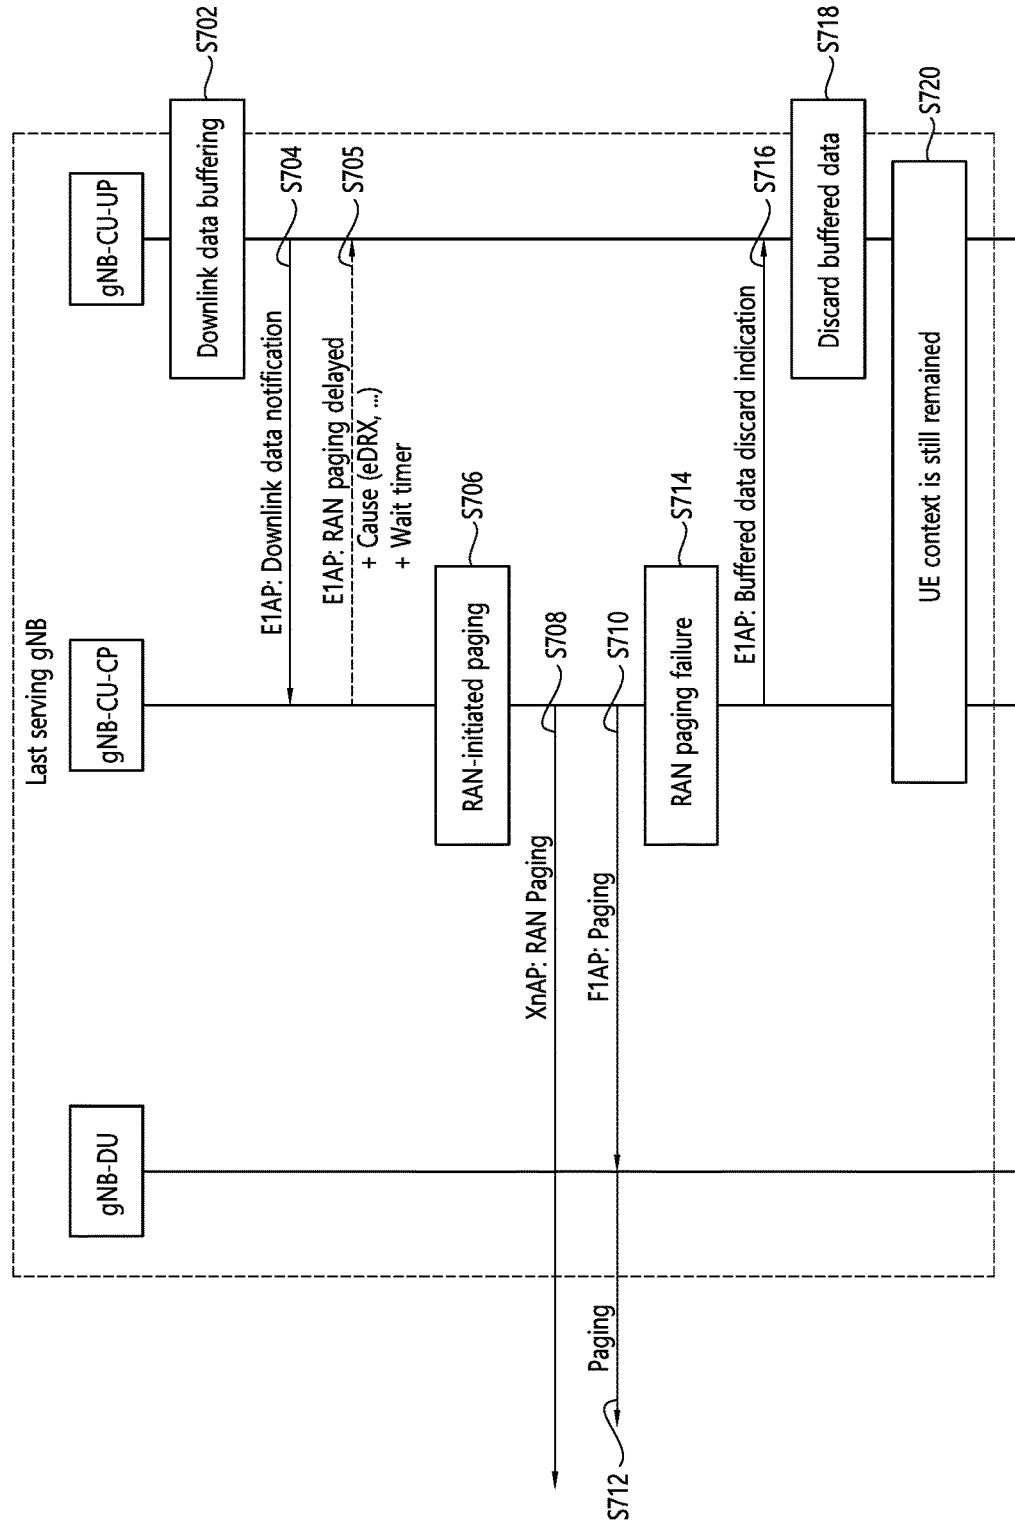 Last serving gNB
gNB-DU
gNB-CU-CP
gNB-CU-UP
Downlink data buffering
S702
E1AP: Downlink data notification
S704
E1AP: RAN paging delayed
+ Cause (eDRX, ...)
+ Wait timer
S705
RAN-initiated paging
S706
XnAP: RAN Paging
S708
F1AP: Paging
S710
Paging
S712
RAN paging failure
S714
E1AP: Buffered data discard indication
S716
Discard buffered data
S718
UE context is still remained
S720